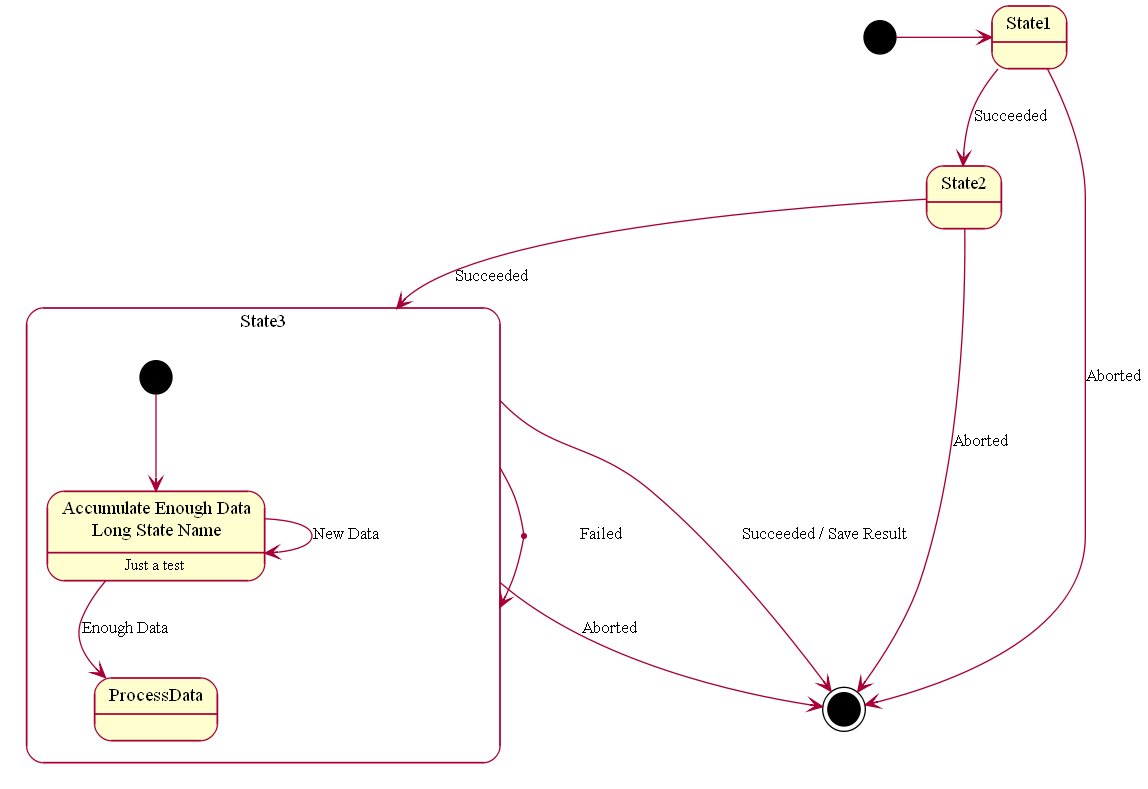 State1
Succeeded
State2
Succeeded
State3
Aborted
Aborted
Accumulate Enough Data
Long State Name
Just a test
New Data
Failed
Succeeded / Save Result
Enough Data
Aborted
ProcessData